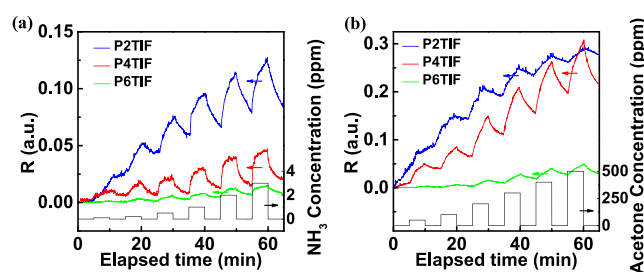 (a)
P2TIF
P4TIF
P6TIF
R (a.u.)
0.15
0.10
0.05
0.00
0 20 40 60
Elapsed time (min)
4
2
0
NH3 Concentration (ppm)
(b)
P2TIF
P4TIF
P6TIF
R (a.u.)
0.3
0.2
0.1
0.0
0 20 40 60
Elapsed time (min)
500
250
0
Acetone Concentration (ppm)